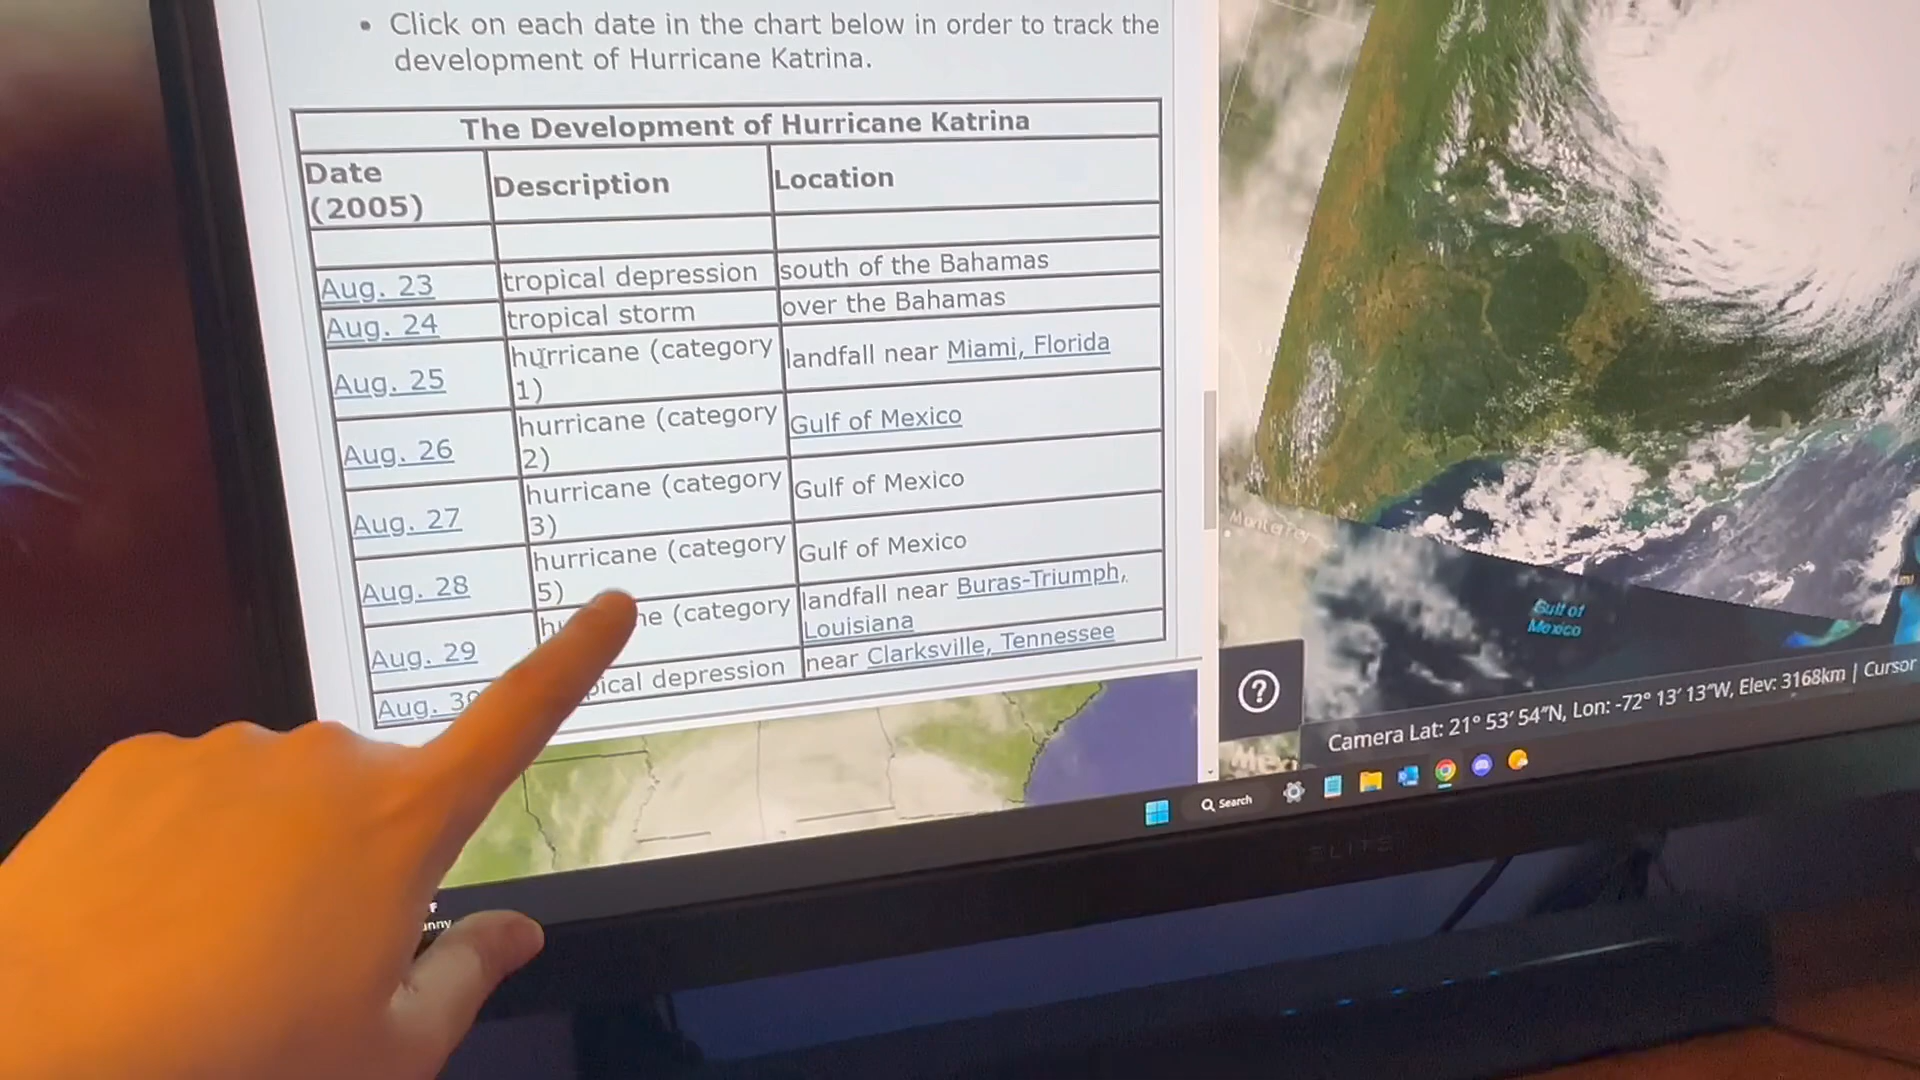 • Click on each date in the chart below in order to track the
development of Hurricane Katrina.
The Development of Hurricane Katrina
Date
(2005)
Description
Location
Aug. 23
tropical depression
south of the Bahamas
Aug. 24
tropical storm
over the Bahamas
Aug. 25
hurricane (category
1)
landfall near Miami, Florida
Aug. 26
hurricane (category
2)
Gulf of Mexico
Aug. 27
hurricane (category
3)
Gulf of Mexico
Aug. 28
hurricane (category
5)
Gulf of Mexico
Aug. 29
(category
landfall near Buras-Triumph,
Louisiana
Aug.
depression
near Clarksville, Tennessee
Monterrey
Gulf of
Mexico
?
Camera Lat: 21° 53′ 54″N, Lon: -72° 13′ 13″W, Elev: 3168km | Cursor
Search
ELITE